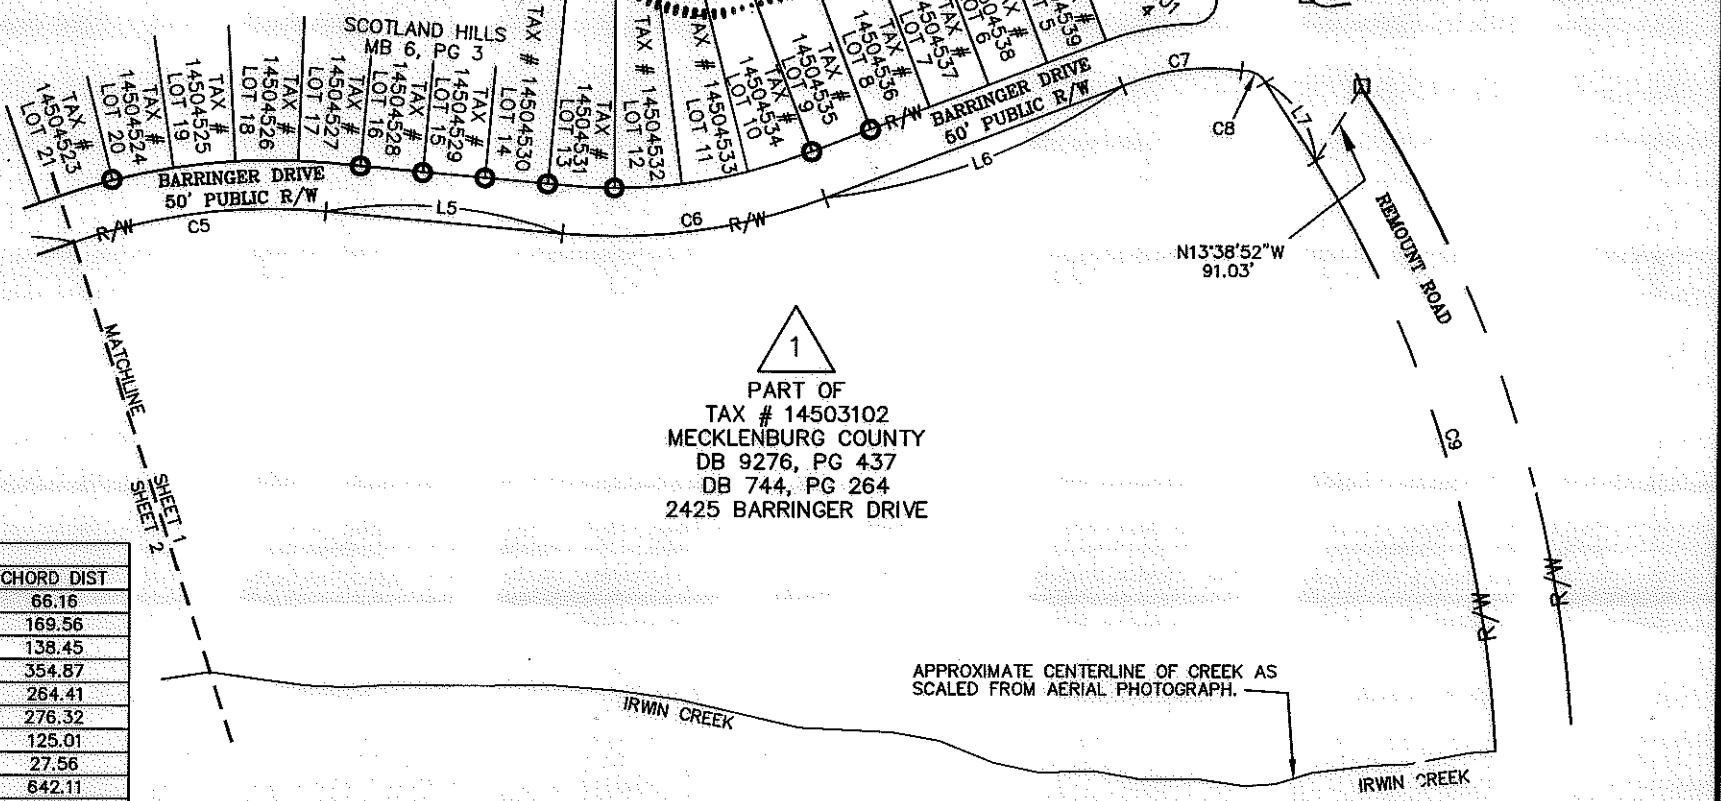 SCOTLAND HILLS
MB 6, PG 3
TAX #
14504523
LOT 21
TAX #
14504524
LOT 20
TAX #
14504525
LOT 19
TAX #
14504526
LOT 18
TAX #
14504527
LOT 17
TAX #
14504528
LOT 16
TAX #
14504529
LOT 15
TAX # 14504530
LOT 14
TAX #
14504531
LOT 13
TAX # 14504532
LOT 12
TAX # 14504533
LOT 11
TAX #
14504534
LOT 10
TAX #
14504535
LOT 9
TAX #
14504536
LOT 8
14504537
LOT 7
LOT 6
BARRINGER DRIVE
50' PUBLIC R/W
R/W
C5
L5
C6
R/W
R/W
BARRINGER DRIVE
50' PUBLIC R/W
L6
C7
C8
L7
N13°38'52"W
91.03'
REMOUNT ROAD
C9
R/W
R/W
MATCHLINE
SHEET 1
SHEET 2
1
PART OF
TAX # 14503102
MECKLENBURG COUNTY
DB 9276, PG 437
DB 744, PG 264
2425 BARRINGER DRIVE
CHORD DIST
66.16
169.56
138.45
354.87
264.41
276.32
125.01
27.56
642.11
APPROXIMATE CENTERLINE OF CREEK AS
SCALED FROM AERIAL PHOTOGRAPH.
IRWIN CREEK
IRWIN CREEK